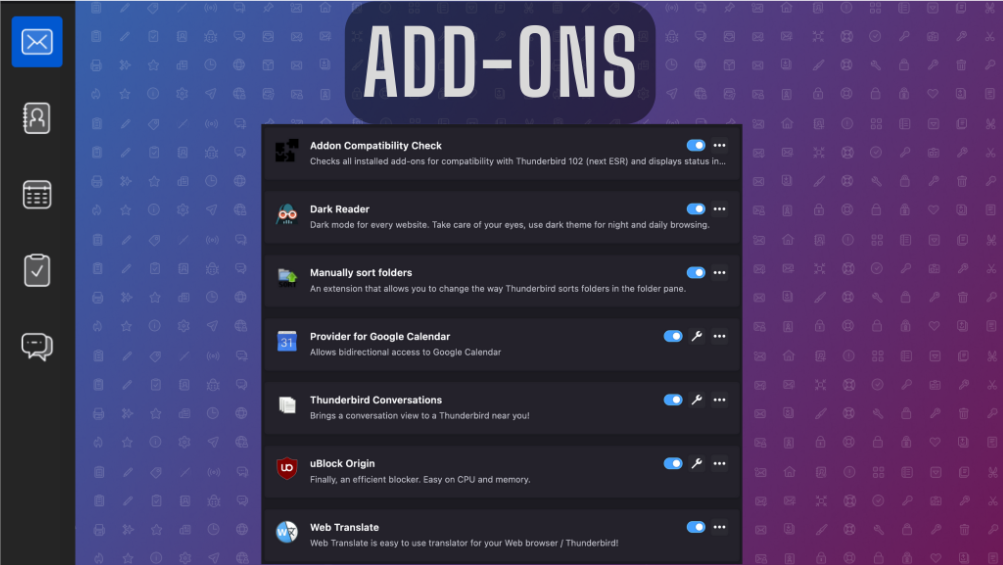 ADD-ONS
Addon Compatibility Check
Checks all installed add-ons for compatibility with Thunderbird 102 (next ESR) and displays status in...
Dark Reader
Dark mode for every website. Take care of your eyes, use dark theme for night and daily browsing.
Manually sort folders
An extension that allows you to change the way Thunderbird sorts folders in the folder pane.
31
Provider for Google Calendar
Allows bidirectional access to Google Calendar
Thunderbird Conversations
Brings a conversation view to a Thunderbird near you!
uBlock Origin
Finally, an efficient blocker. Easy on CPU and memory.
Web Translate
Web Translate is easy to use translator for your Web browser / Thunderbird!